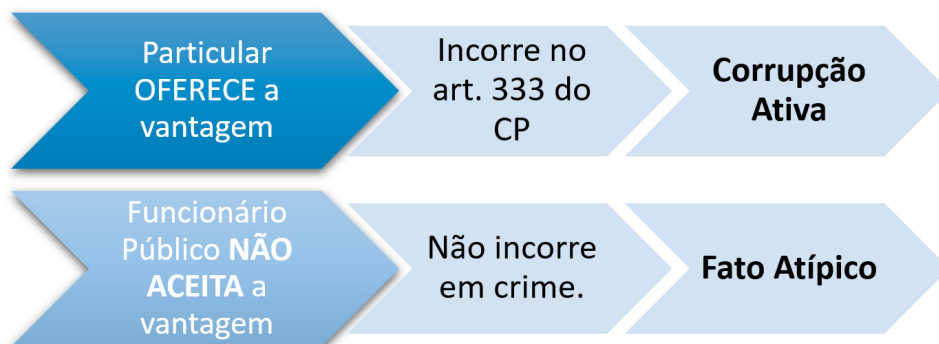 Particular
OFERECE a
vantagem
Incorre no
art. 333 do
CP
Corrupção
Ativa
Funcionário
Público NÃO
ACEITA a
vantagem
Não incorre
em crime.
Fato Atípico